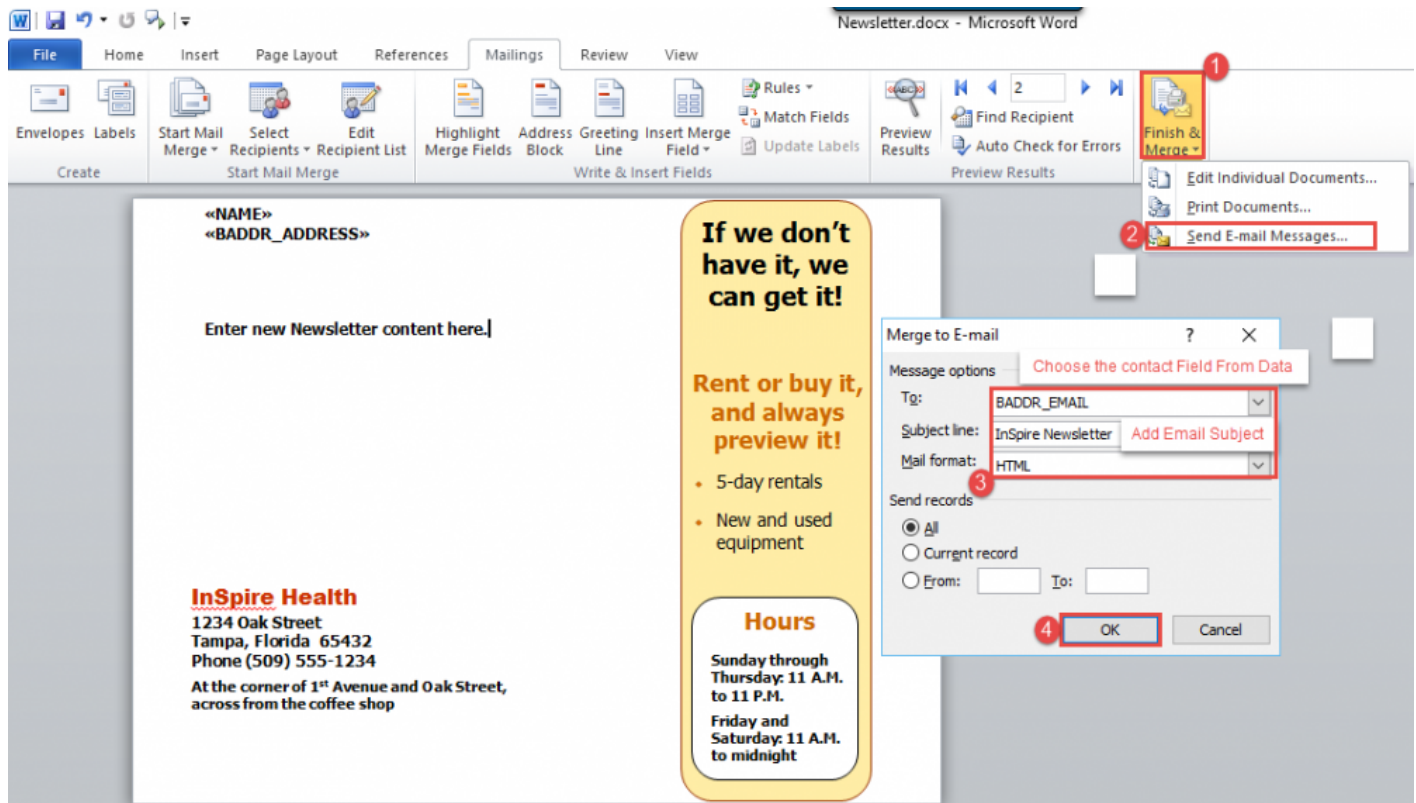 Newsletter.docx - Microsoft Word
File Home Insert Page Layout References Mailings Review View
1
Envelopes Labels
Create
Start Mail Merge
Select Recipients
Edit Recipient List
Start Mail Merge
Highlight Merge Fields
Address Block
Greeting Line
Insert Merge Field
Rules
Match Fields
Update Labels
Write & Insert Fields
ABC
Preview Results
2
Find Recipient
Auto Check for Errors
Preview Results
Finish & Merge
Edit Individual Documents...
Print Documents...
2 Send E-mail Messages...
«NAME»
«BADDR_ADDRESS»
Enter new Newsletter content here.
InSpire Health
1234 Oak Street
Tampa, Florida 65432
Phone (509) 555-1234
At the corner of 1st Avenue and Oak Street,
across from the coffee shop
If we don't
have it, we
can get it!
Rent or buy it,
and always
preview it!
• 5-day rentals
• New and used
equipment
Hours
Sunday through
Thursday: 11 A.M.
to 11 P.M.
Friday and
Saturday: 11 A.M.
to midnight
Merge to E-mail ? X
Message options
Choose the contact Field From Data
To: BADDR_EMAIL
Subject line: InSpire Newsletter
Add Email Subject
Mail format: HTML
3
Send records
All
Current record
From: To:
4 OK Cancel